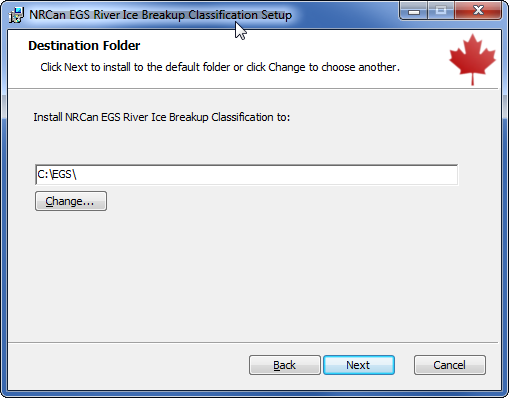 NRCan EGS River Ice Breakup Classification Setup
Destination Folder
Click Next to install to the default folder or click Change to choose another.
Install NRCan EGS River Ice Breakup Classification to:
C:\EGS\
Change...
Back
Next
Cancel